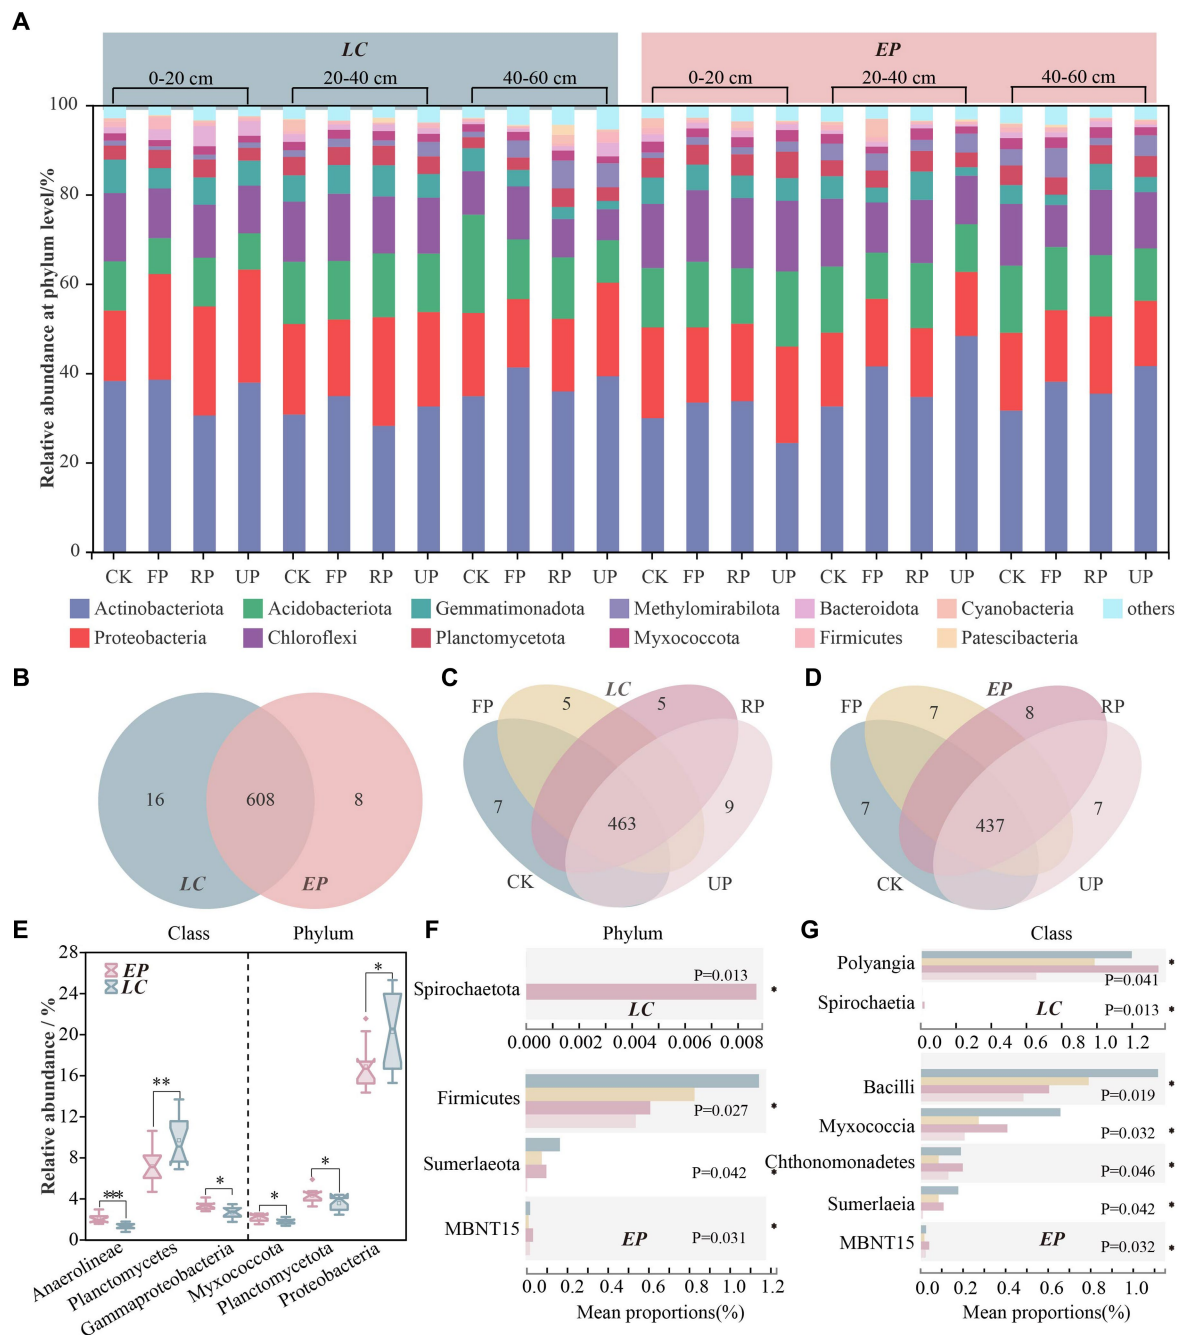 A
LC
EP
0-20 cm
20-40 cm
40-60 cm
0-20 cm
20-40 cm
40-60 cm
Relative abundance at phylum level/%
100
80
60
40
20
0
CK FP RP UP CK FP RP UP CK FP RP UP CK FP RP UP CK FP RP UP CK FP RP UP
Actinobacteriota Acidobacteriota Gemmatimonadota Methylomirabilota Bacteroidota Cyanobacteria others
Proteobacteria Chloroflexi Planctomycetota Myxococcota Firmicutes Patescibacteria
B
16 608 8
LC EP
C
LC
FP 5 5 RP
7 463 9
CK UP
D
EP
FP 7 8 RP
7 437 7
CK UP
E
Class Phylum
EP
LC
Relative abundance / %
28
24
20
16
12
8
4
0
*** ** * * * *
Anaerolineae
Planctomycetes
Gammaproteobacteria
Myxococcota
Planctomycetota
Proteobacteria
F
Phylum
Spirochaetota P=0.013 *
LC
0.000 0.002 0.004 0.006 0.008
Firmicutes P=0.027 *
Sumerlaeota P=0.042 *
MBNT15 P=0.031 *
EP
0.0 0.2 0.4 0.6 0.8 1.0 1.2
Mean proportions(%)
G
Class
Polyangia P=0.041 *
Spirochaetia P=0.013 *
LC
0.0 0.2 0.4 0.6 0.8 1.0 1.2
Bacilli P=0.019 *
Myxococcia P=0.032 *
Chthonomonadetes P=0.046 *
Sumerlaeia P=0.042 *
MBNT15 P=0.032 *
EP
0.0 0.2 0.4 0.6 0.8 1.0
Mean proportions(%)